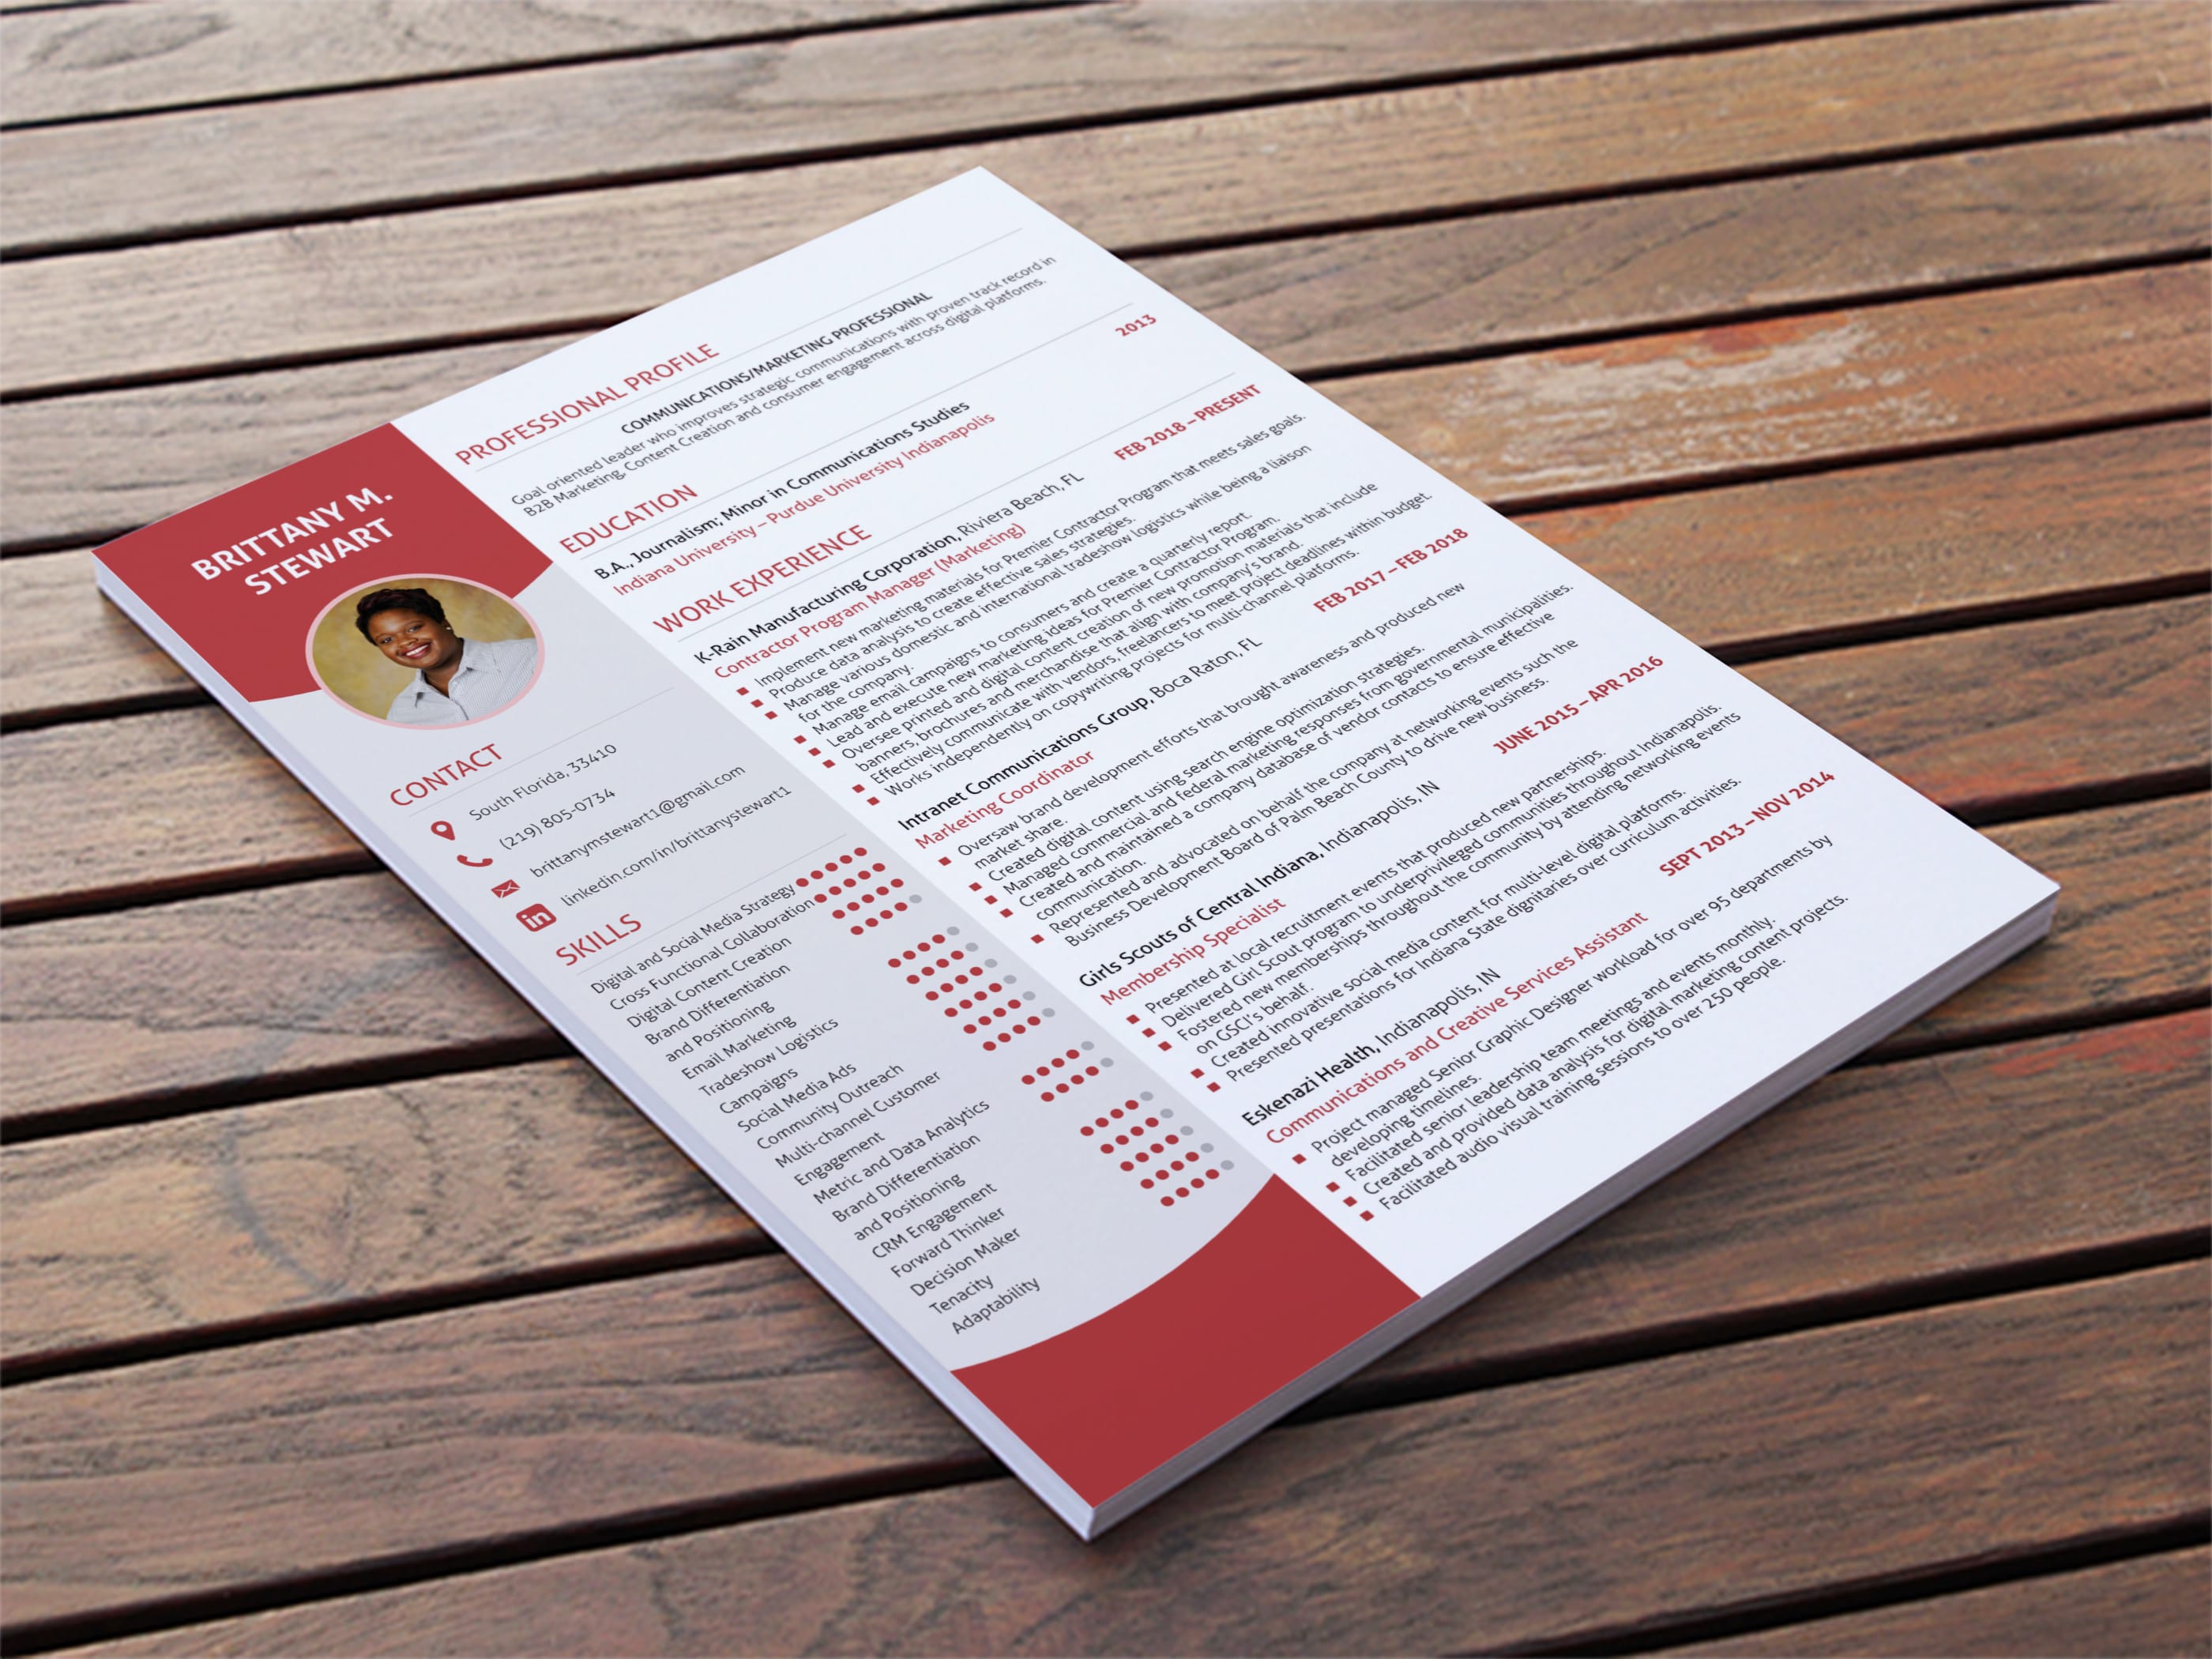 BRITTANY M.
STEWART
CONTACT
South Florida, 33410
(219) 805-0734
brittanymstewart1@gmail.com
linkedin.com/in/brittanystewart1
SKILLS
Digital and Social Media Strategy
Cross Functional Collaboration
Digital Content Creation
Brand Differentiation
and Positioning
Email Marketing
Tradeshow Logistics
Campaigns
Social Media Ads
Community Outreach
Multi-channel Customer
Engagement
Metric and Data Analytics
Brand Differentiation
and Positioning
CRM Engagement
Forward Thinker
Decision Maker
Tenacity
Adaptability
PROFESSIONAL PROFILE
COMMUNICATIONS/MARKETING PROFESSIONAL
Goal oriented leader who improves strategic communications with proven track record in
B2B Marketing, Content Creation and consumer engagement across digital platforms.
EDUCATION
B.A., Journalism; Minor in Communications Studies 2013
Indiana University – Purdue University Indianapolis
WORK EXPERIENCE
K-Rain Manufacturing Corporation, Riviera Beach, FL FEB 2018 – PRESENT
Contractor Program Manager (Marketing)
Implement new marketing materials for Premier Contractor Program that meets sales goals.
Produce data analysis to create effective sales strategies.
Manage various domestic and international tradeshow logistics while being a liaison
for the company.
Manage email campaigns to consumers and create a quarterly report.
Lead and execute new marketing ideas for Premier Contractor Program.
Oversee printed and digital content creation of new promotion materials that include
banners, brochures and merchandise that align with company's brand.
Effectively communicate with vendors, freelancers to meet project deadlines within budget.
Works independently on copywriting projects for multi-channel platforms.
Intranet Communications Group, Boca Raton, FL FEB 2017 – FEB 2018
Marketing Coordinator
Oversaw brand development efforts that brought awareness and produced new
market share.
Created digital content using search engine optimization strategies.
Managed commercial and federal marketing responses from governmental municipalities.
Created and maintained a company database of vendor contacts to ensure effective
communication.
Represented and advocated on behalf the company at networking events such the
Business Development Board of Palm Beach County to drive new business.
Girls Scouts of Central Indiana, Indianapolis, IN JUNE 2015 – APR 2016
Membership Specialist
Presented at local recruitment events that produced new partnerships.
Delivered Girl Scout program to underprivileged communities throughout Indianapolis.
Fostered new memberships throughout the community by attending networking events
on GSCI's behalf.
Created innovative social media content for multi-level digital platforms.
Presented presentations for Indiana State dignitaries over curriculum activities.
Eskenazi Health, Indianapolis, IN SEPT 2013 – NOV 2014
Communications and Creative Services Assistant
Project managed Senior Graphic Designer workload for over 95 departments by
developing timelines.
Facilitated senior leadership team meetings and events monthly.
Created and provided data analysis for digital marketing content projects.
Facilitated audio visual training sessions to over 250 people.